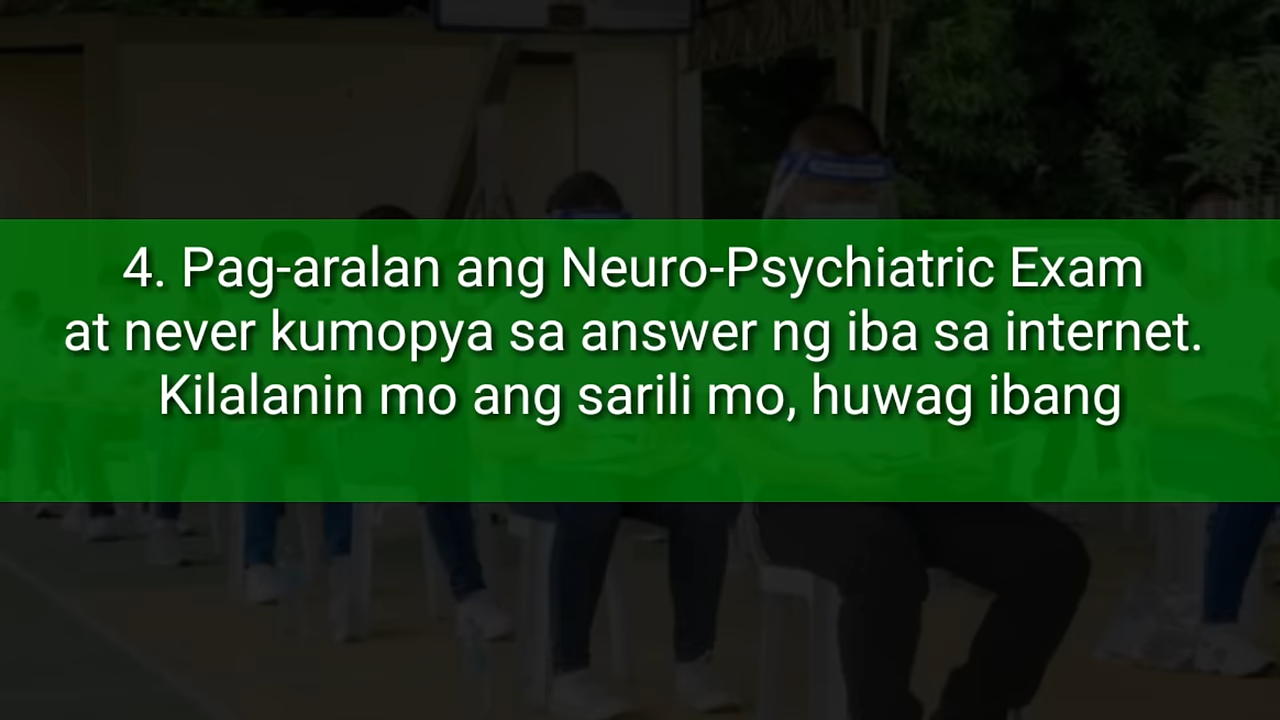 4. Pag-aralan ang Neuro-Psychiatric Exam
at never kumopya sa answer ng iba sa internet.
Kilalanin mo ang sarili mo, huwag ibang